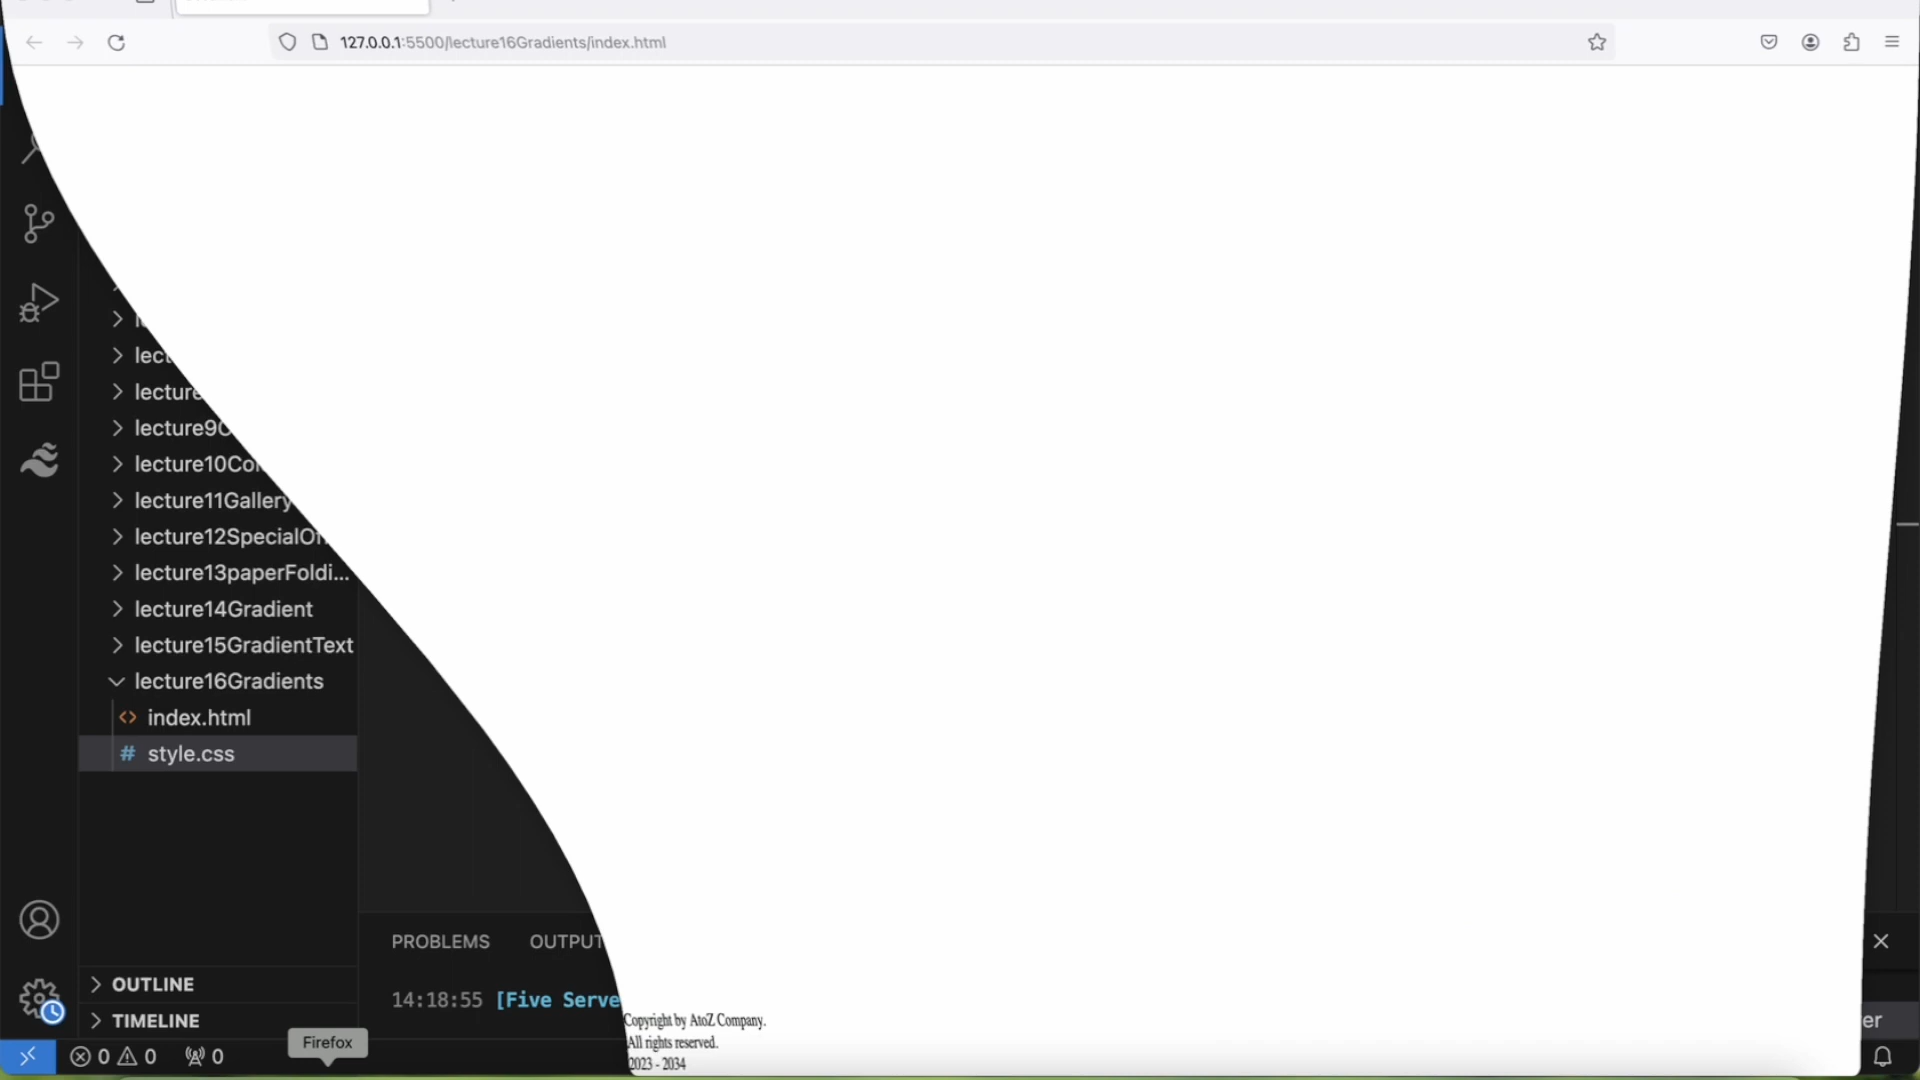 127.0.0.1:5500/lecture16Gradients/index.html
lecture
lecture9
lecture10Co
lecture11Gallery
lecture12SpecialO
lecture13paperFoldi...
lecture14Gradient
lecture15GradientText
lecture16Gradients
<> index.html
# style.css
PROBLEMS OUTPUT
OUTLINE
14:18:55 [Five Serve
TIMELINE
er
0 0 0
Firefox
Copyright by AtoZ Company.
All rights reserved.
2023 - 2034